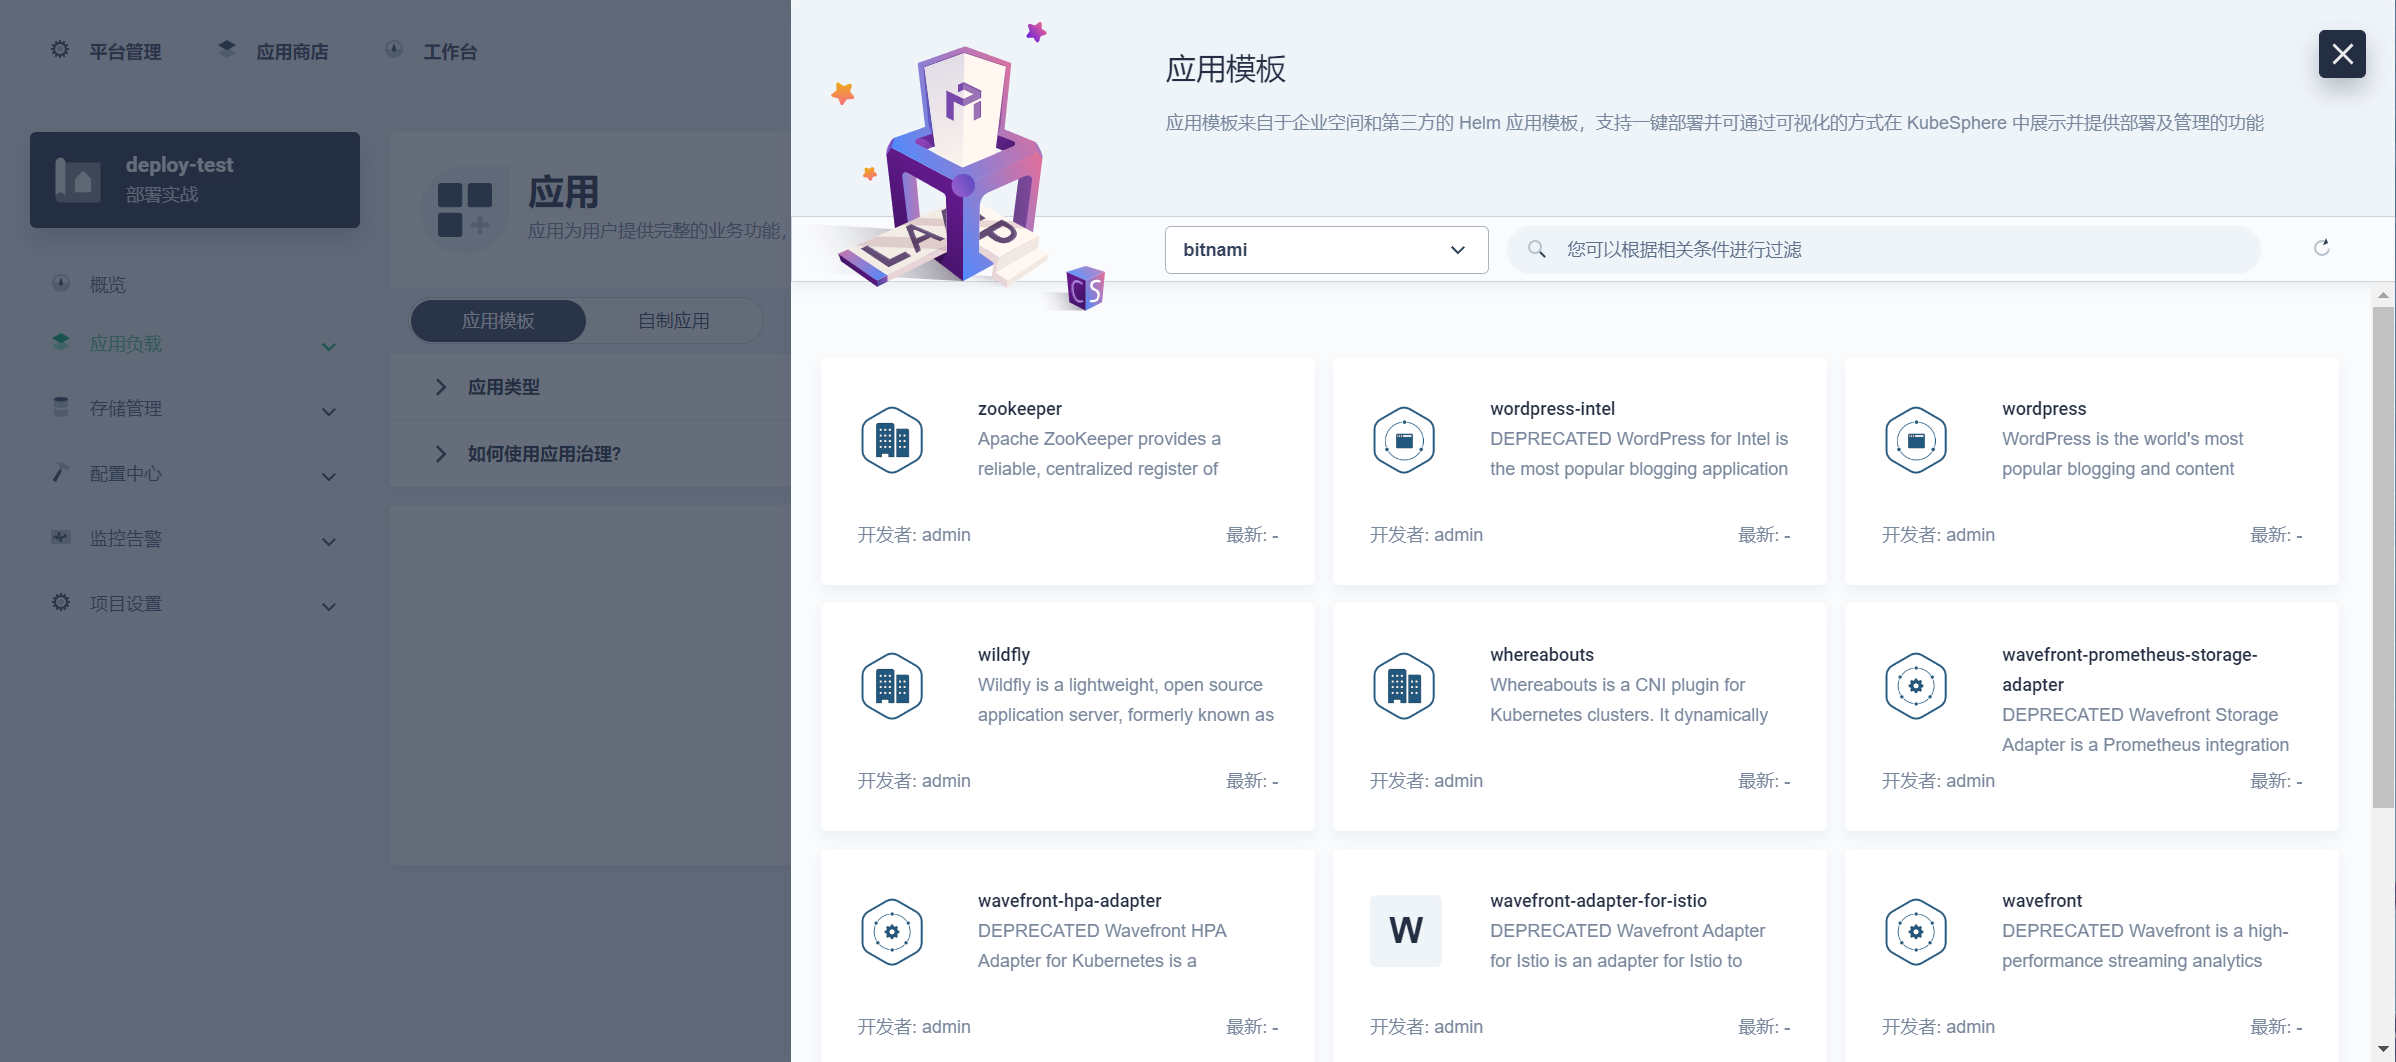 平台管理
应用商店
工作台
deploy-test
部署实战
概览
应用负载
存储管理
配置中心
监控告警
项目设置
应用
应用为用户提供完整的业务功能，
应用模板
自制应用
应用类型
如何使用应用治理?
LAPP
CS
应用模板
应用模板来自于企业空间和第三方的 Helm 应用模板，支持一键部署并可通过可视化的方式在 KubeSphere 中展示并提供部署及管理的功能
bitnami
您可以根据相关条件进行过滤
zookeeper
Apache ZooKeeper provides a
reliable, centralized register of
开发者: admin
最新: -
wordpress-intel
DEPRECATED WordPress for Intel is
the most popular blogging application
开发者: admin
最新: -
wordpress
WordPress is the world's most
popular blogging and content
开发者: admin
最新: -
wildfly
Wildfly is a lightweight, open source
application server, formerly known as
开发者: admin
最新: -
whereabouts
Whereabouts is a CNI plugin for
Kubernetes clusters. It dynamically
开发者: admin
最新: -
wavefront-prometheus-storage-
adapter
DEPRECATED Wavefront Storage
Adapter is a Prometheus integration
开发者: admin
最新: -
wavefront-hpa-adapter
DEPRECATED Wavefront HPA
Adapter for Kubernetes is a
开发者: admin
最新: -
W
wavefront-adapter-for-istio
DEPRECATED Wavefront Adapter
for Istio is an adapter for Istio to
开发者: admin
最新: -
wavefront
DEPRECATED Wavefront is a high-
performance streaming analytics
开发者: admin
最新: -